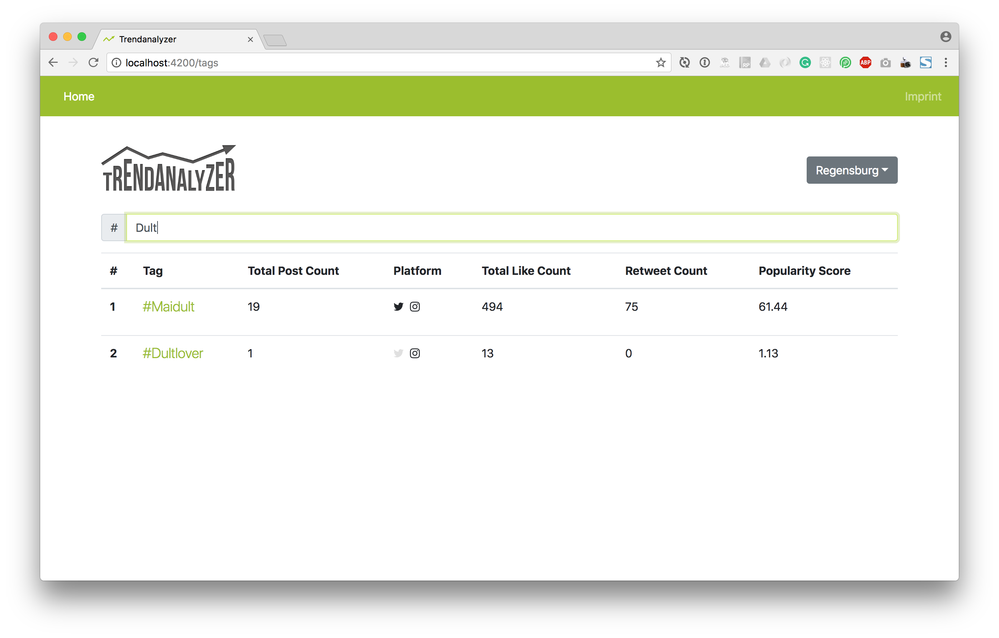 Trendanalyzer
localhost:4200/tags
RP
ABP
Home
Imprint
TRENDANALYZER
Regensburg
# Dult
# Tag Total Post Count Platform Total Like Count Retweet Count Popularity Score
1 #Maidult 19 494 75 61.44
2 #Dultlover 1 13 0 1.13